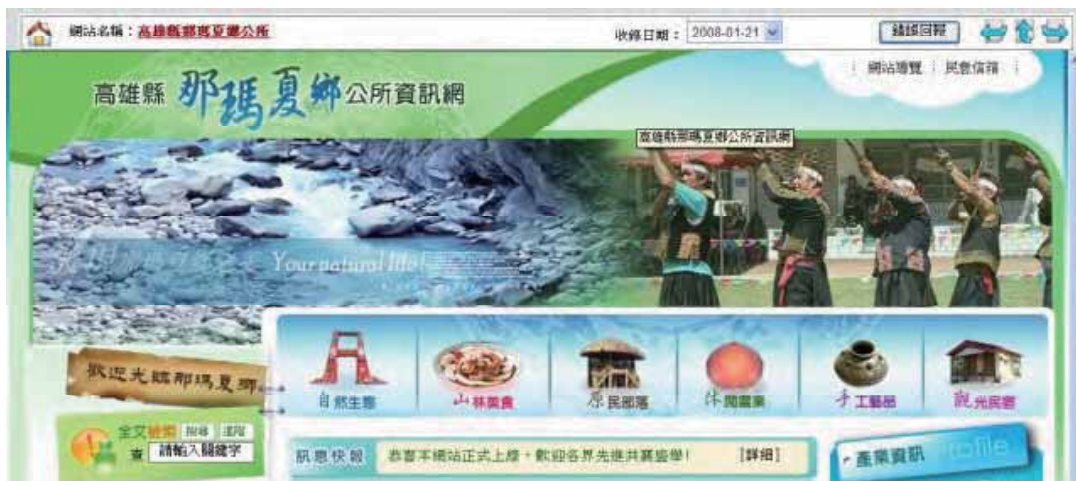 網站名稱：高雄縣那瑪夏鄉公所
收錄日期： 2008-01-21
錯誤回報
網站導覽 民意信箱
高雄縣 那瑪夏鄉公所資訊網
高雄縣那瑪夏鄉公所資訊網
Your natural
歡迎光臨那瑪夏鄉
自然生態
山林美食
原民部落
休閒農業
手工藝品
觀光民宿
全文檢索 搜尋 進階
查 請輸入關鍵字
訊息快報
恭喜本網站正式上線，歡迎各界先進共襄盛舉!
[詳細]
產業資訊